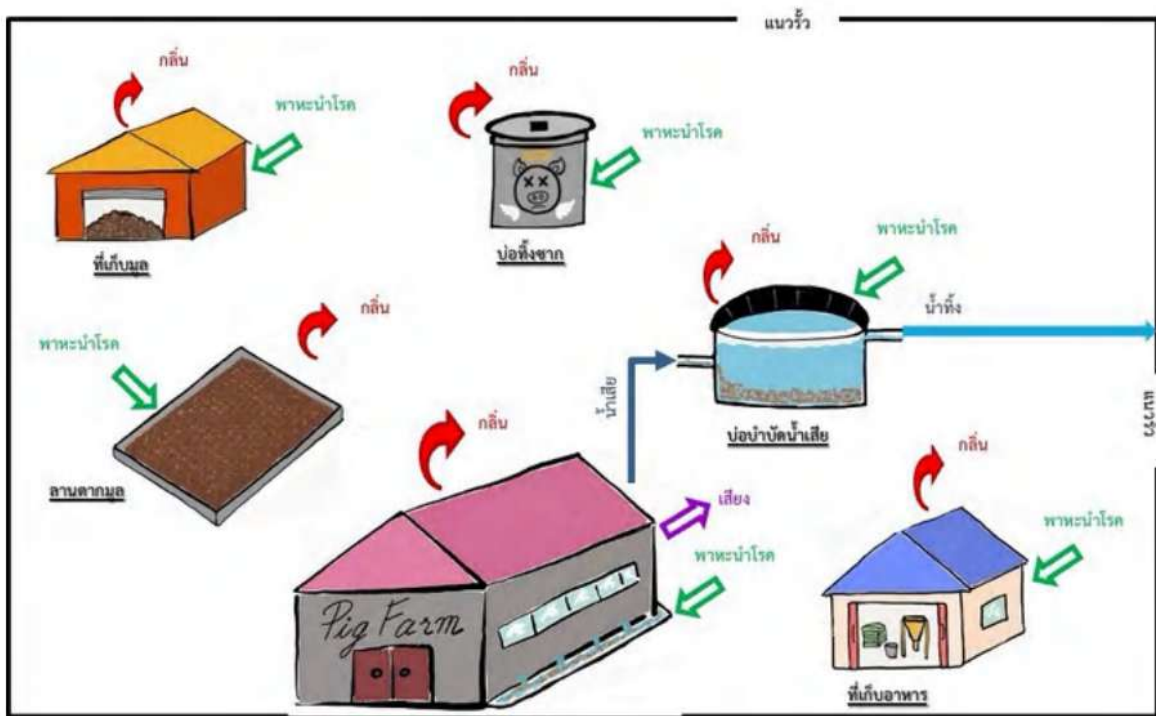 แนวรั้ว
กลิ่น
พาหะนำโรค
ที่เก็บมูล
กลิ่น
พาหะนำโรค
บ่อทิ้งซาก
กลิ่น
พาหะนำโรค
น้ำทิ้ง
น้ำเสีย
บ่อบำบัดน้ำเสีย
แนวรั้ว
พาหะนำโรค
กลิ่น
ลานตากมูล
กลิ่น
เสียง
พาหะนำโรค
Pig Farm
กลิ่น
พาหะนำโรค
ที่เก็บอาหาร